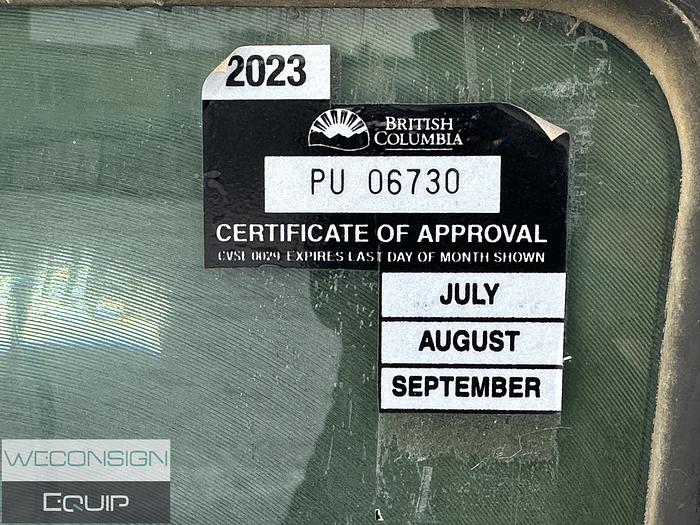 2023
BRITISH
COLUMBIA
PU 06730
CERTIFICATE OF APPROVAL
CVSE 0029 EXPIRES LAST DAY OF MONTH SHOWN
JULY
AUGUST
SEPTEMBER
WECONSIGN
EQUIP